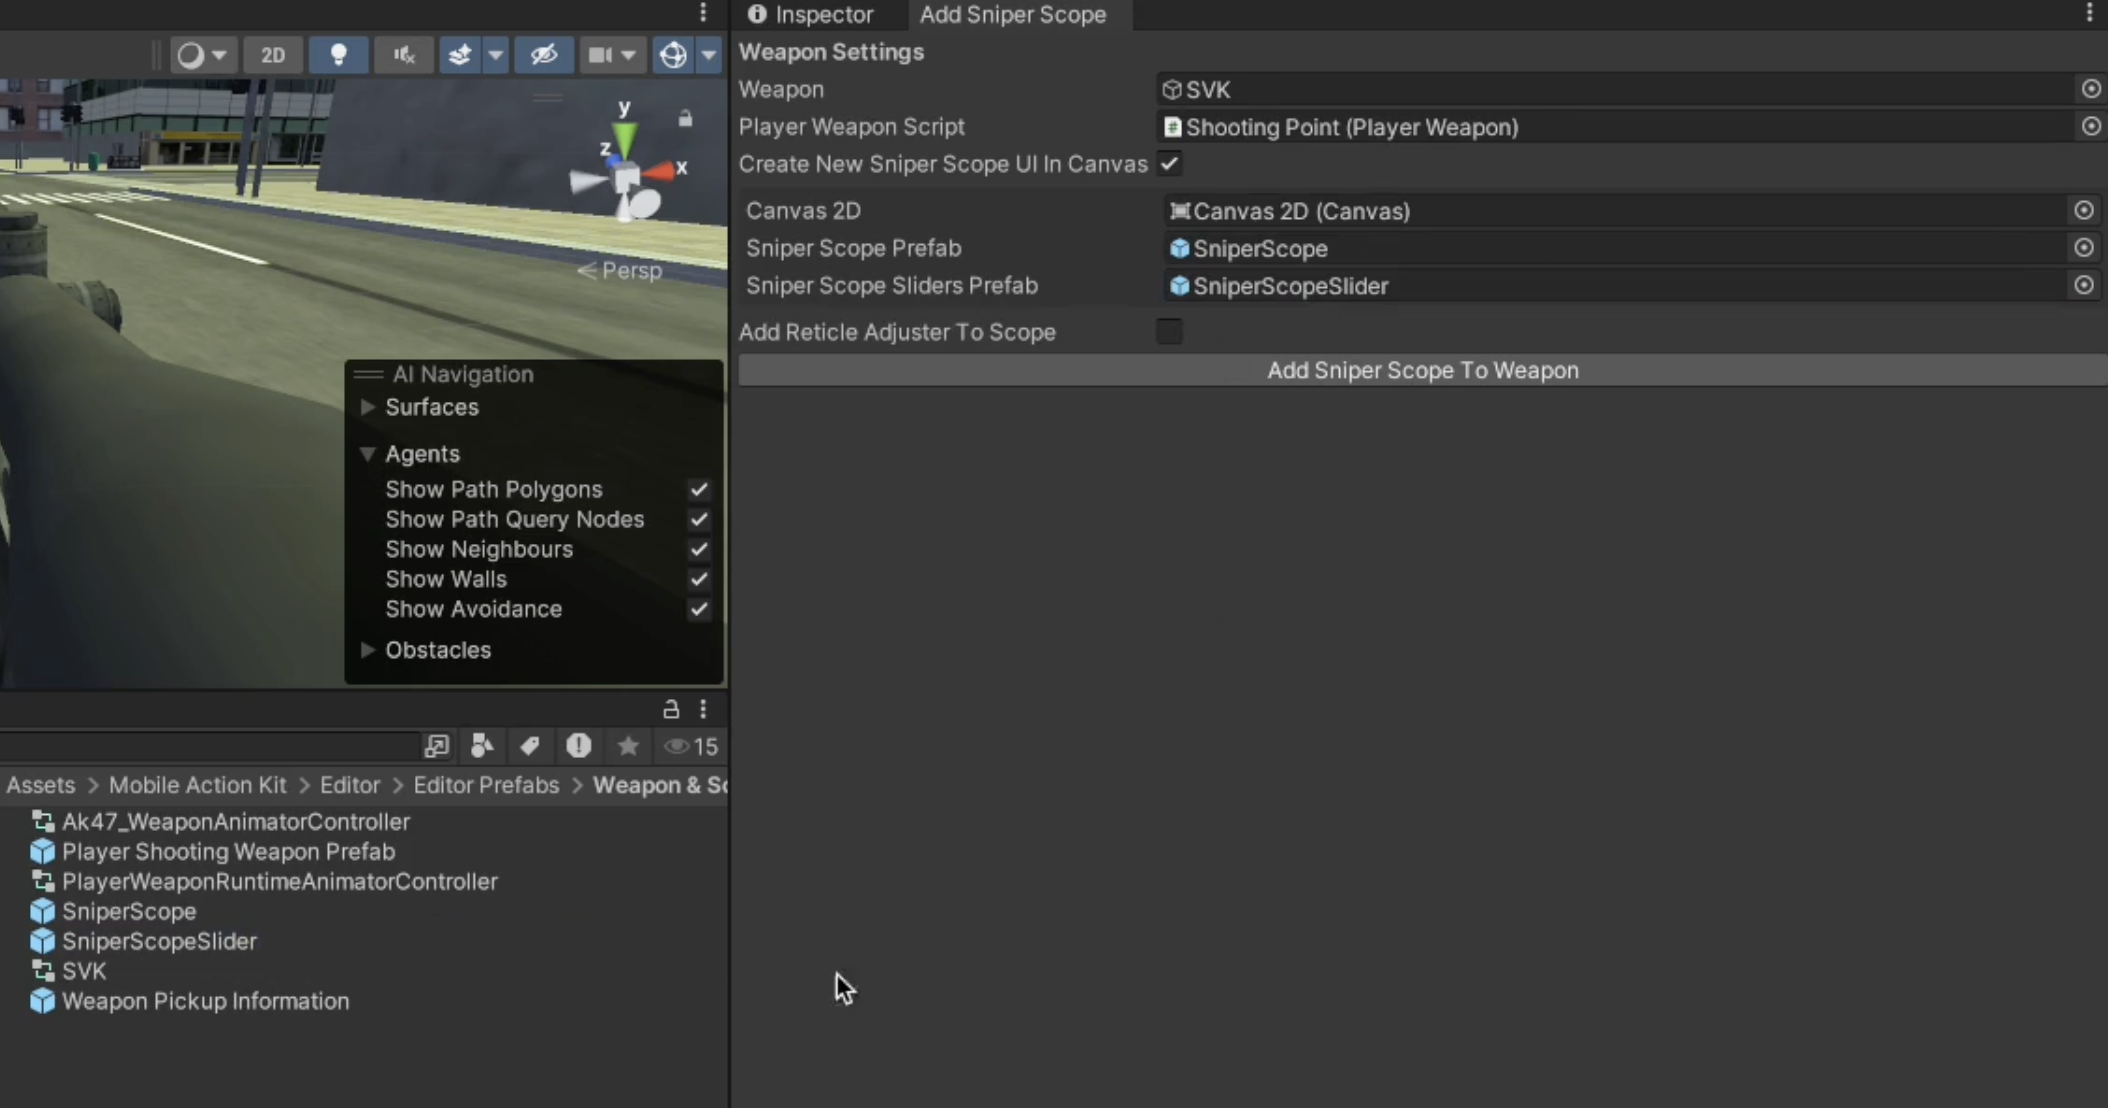 Inspector
Add Sniper Scope
2D
Weapon Settings
Weapon
SVK
Player Weapon Script
Shooting Point (Player Weapon)
Create New Sniper Scope UI In Canvas
Canvas 2D
Canvas 2D (Canvas)
Sniper Scope Prefab
SniperScope
Sniper Scope Sliders Prefab
SniperScopeSlider
Add Reticle Adjuster To Scope
Add Sniper Scope To Weapon
y
z
x
< Persp
AI Navigation
Surfaces
Agents
Show Path Polygons
Show Path Query Nodes
Show Neighbours
Show Walls
Show Avoidance
Obstacles
15
Assets > Mobile Action Kit > Editor > Editor Prefabs > Weapon & Sc
Ak47_WeaponAnimatorController
Player Shooting Weapon Prefab
PlayerWeaponRuntimeAnimatorController
SniperScope
SniperScopeSlider
SVK
Weapon Pickup Information